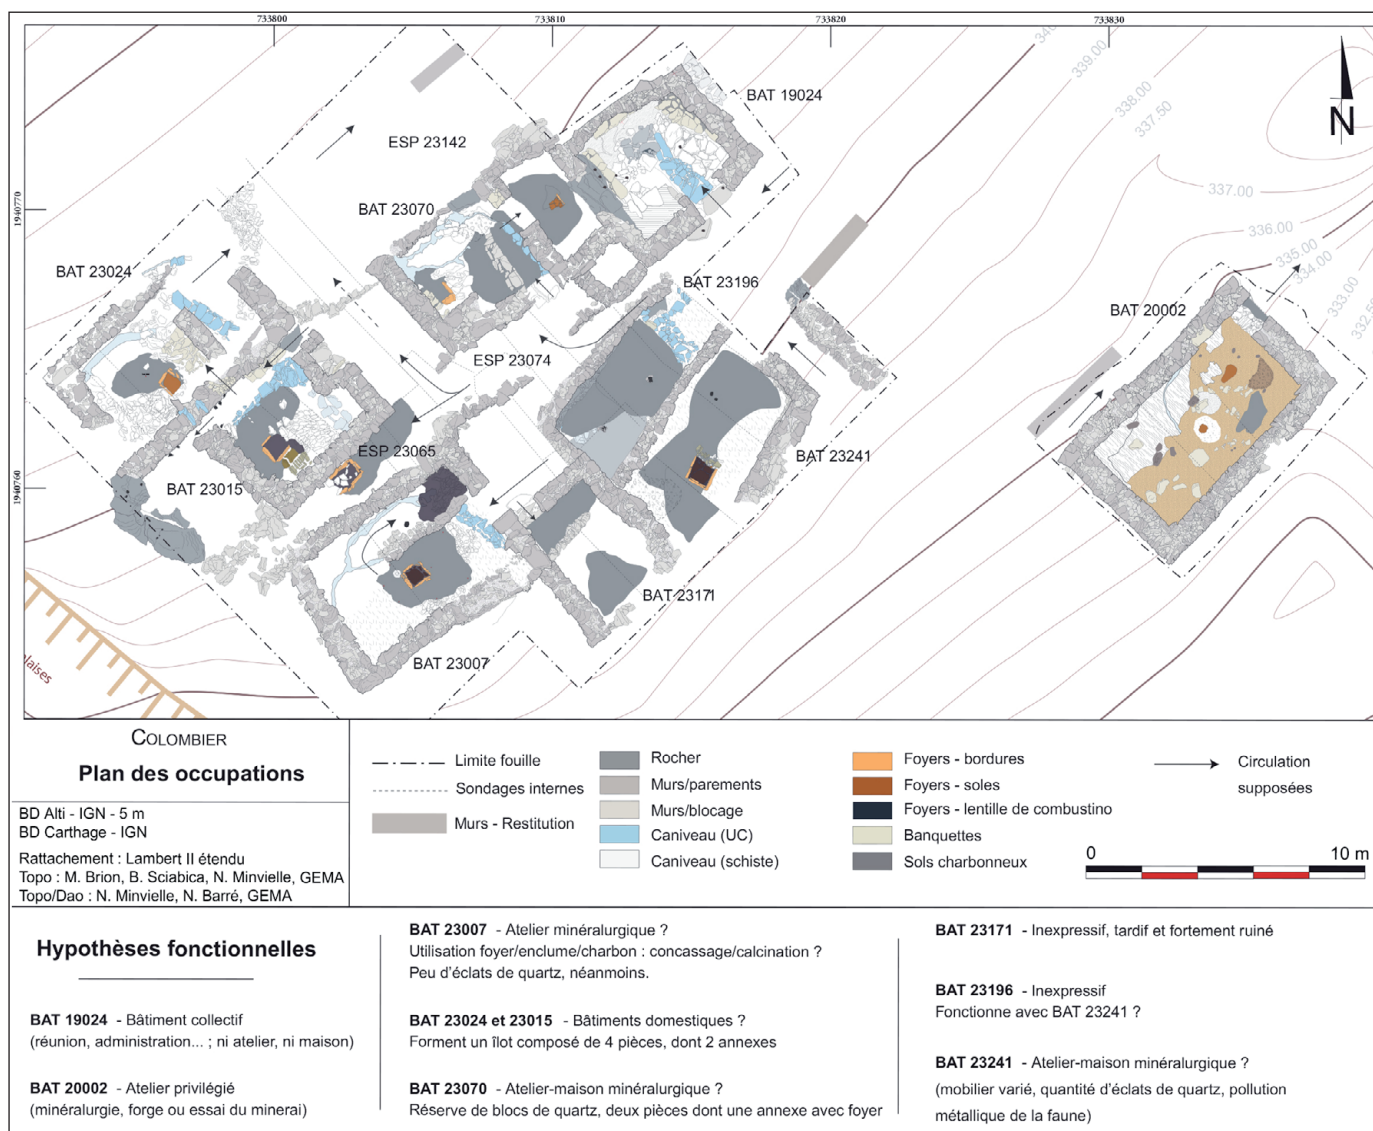 733800
733810
733820
733830
1940770
1940760
BAT 19024
ESP 23142
BAT 23070
BAT 23024
BAT 23196
ESP 23074
BAT 20002
BAT 23015
ESP 23065
BAT 23241
BAT 23171
BAT 23007
339.00
338.00
337.50
337.00
336.00
335.00
334.00
333.00
332.50
N
COLOMBIER
Plan des occupations
BD Alti - IGN - 5 m
BD Carthage - IGN
Rattachement : Lambert II étendu
Topo : M. Brion, B. Sciabica, N. Minvielle, GEMA
Topo/Dao : N. Minvielle, N. Barré, GEMA
Limite fouille
Sondages internes
Murs - Restitution
Rocher
Murs/parements
Murs/blocage
Caniveau (UC)
Caniveau (schiste)
Foyers - bordures
Foyers - soles
Foyers - lentille de combustino
Banquettes
Sols charbonneux
Circulation
supposées
0 10 m
Hypothèses fonctionnelles
BAT 19024 - Bâtiment collectif
(réunion, administration... ; ni atelier, ni maison)
BAT 20002 - Atelier privilégié
(minéralurgie, forge ou essai du minerai)
BAT 23007 - Atelier minéralurgique ?
Utilisation foyer/enclume/charbon : concassage/calcination ?
Peu d'éclats de quartz, néanmoins.
BAT 23024 et 23015 - Bâtiments domestiques ?
Forment un îlot composé de 4 pièces, dont 2 annexes
BAT 23070 - Atelier-maison minéralurgique ?
Réserve de blocs de quartz, deux pièces dont une annexe avec foyer
BAT 23171 - Inexpressif, tardif et fortement ruiné
BAT 23196 - Inexpressif
Fonctionne avec BAT 23241 ?
BAT 23241 - Atelier-maison minéralurgique ?
(mobilier varié, quantité d'éclats de quartz, pollution
métallique de la faune)